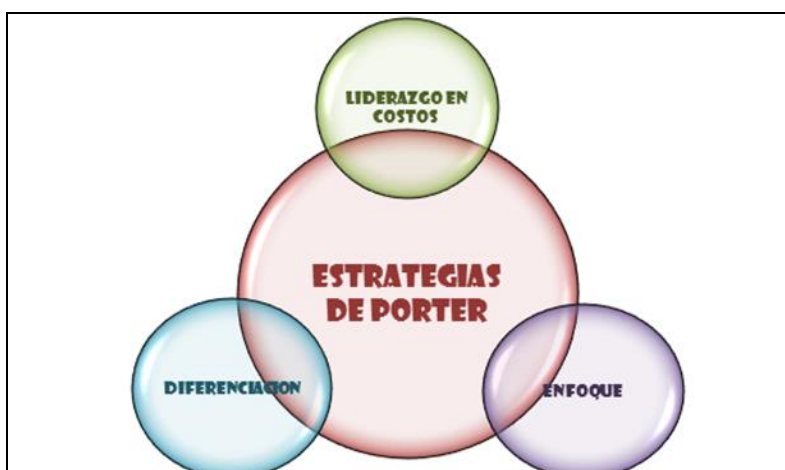 LIDERAZGO EN
COSTOS
ESTRATEGIAS
DE PORTER
DIFERENCIACION
ENFOQUE